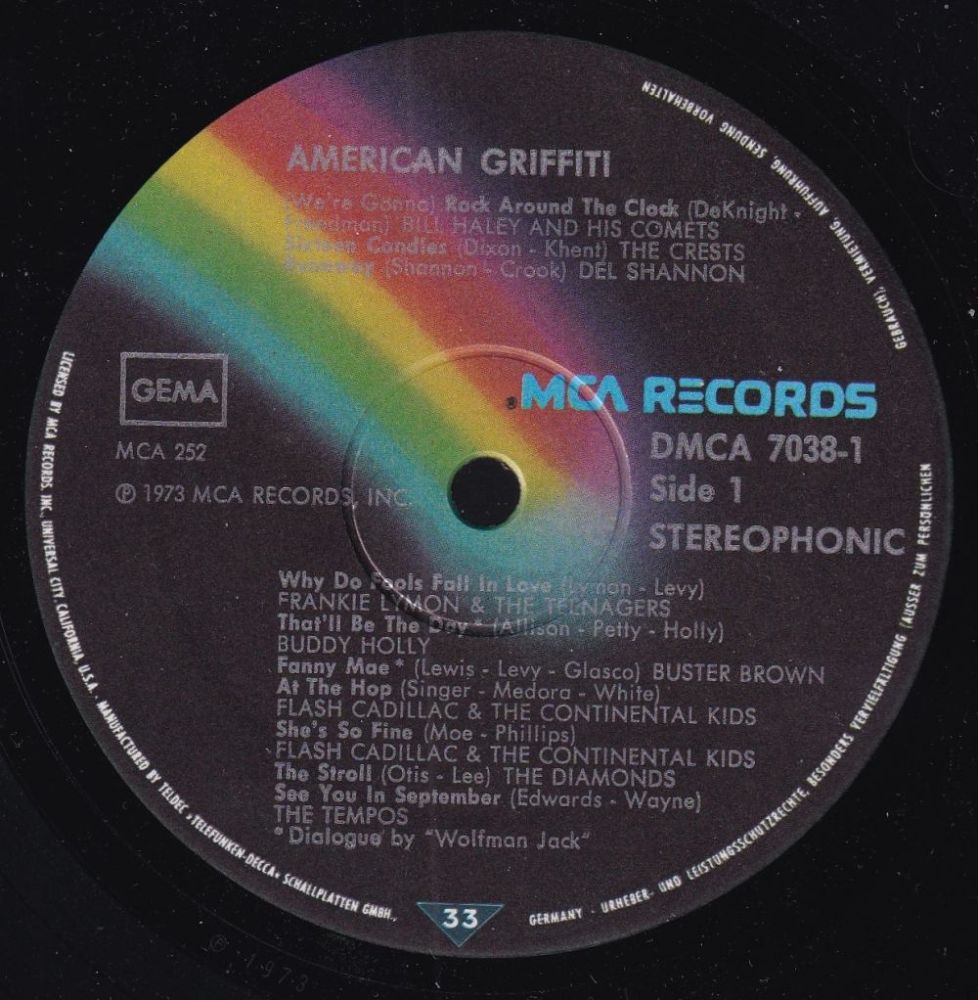 AMERICAN GRIFFITI
(We're Gonna) Rock Around The Clock (DeKnight -
Freedman) BILL HALEY AND HIS COMETS
Sixteen Candles (Dixon - Khent) THE CRESTS
Runaway (Shannon - Crook) DEL SHANNON
GEMA
MCA 252
℗ 1973 MCA RECORDS, INC.
®MCA RECORDS
DMCA 7038-1
Side 1
STEREOPHONIC
Why Do Fools Fall In Love (Lymon - Levy)
FRANKIE LYMON & THE TEENAGERS
That'll Be The Day* (Allison - Petty - Holly)
BUDDY HOLLY
Fanny Mae* (Lewis - Levy - Glasco) BUSTER BROWN
At The Hop (Singer - Medora - White)
FLASH CADILLAC & THE CONTINENTAL KIDS
She's So Fine (Moe - Phillips)
FLASH CADILLAC & THE CONTINENTAL KIDS
The Stroll (Otis - Lee) THE DIAMONDS
See You In September (Edwards - Wayne)
THE TEMPOS
*Dialogue by "Wolfman Jack"
33
LICENSED BY MCA RECORDS, INC., UNIVERSAL CITY, CALIFORNIA, U.S.A. · MANUFACTURED BY TELDEC »TELEFUNKEN-DECCA« SCHALLPLATTEN GMBH.,
GERMANY · URHEBER- UND LEISTUNGSSCHUTZRECHTE, BESONDERS VERVIELFÄLTIGUNG (AUSSER ZUM PERSÖNLICHEN
GEBRAUCH), VERMIETUNG, AUFFÜHRUNG, SENDUNG VORBEHALTEN
℗ 1973